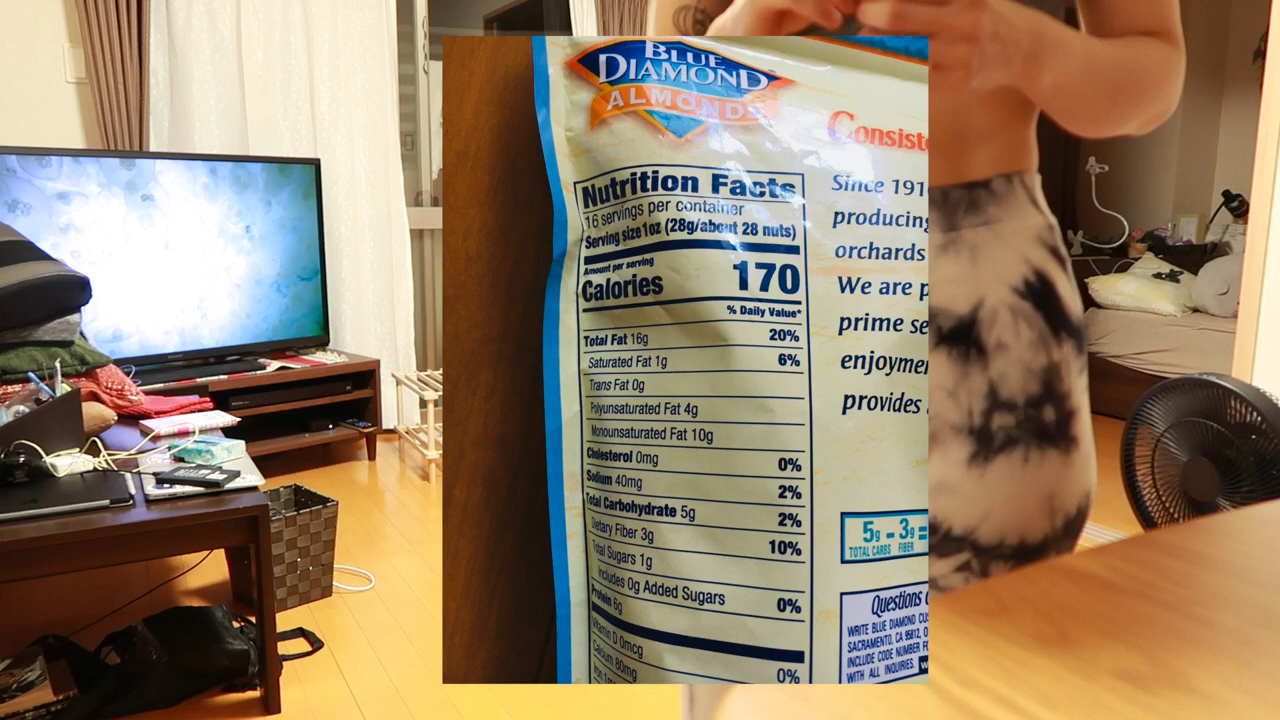 BLUE
DIAMOND
ALMONDS
Consiste
Nutrition Facts
16 servings per container
Serving size 1 oz (28g/about 28 nuts)
Amount per serving
Calories 170
% Daily Value*
Total Fat 16g 20%
Saturated Fat 1g 6%
Trans Fat 0g
Polyunsaturated Fat 4g
Monounsaturated Fat 10g
Cholesterol 0mg 0%
Sodium 40mg 2%
Total Carbohydrate 5g 2%
Dietary Fiber 3g 10%
Total Sugars 1g
Includes 0g Added Sugars 0%
Protein 6g
Vitamin D 0mcg 0%
Calcium 80mg
Since 191
producing
orchards
We are p
prime se
enjoymen
provides
5g - 3g =
TOTAL CARBS FIBER
Questions
WRITE BLUE DIAMOND CUS
SACRAMENTO, CA 95812, O
INCLUDE CODE NUMBER F
WITH ALL INQUIRIES. W